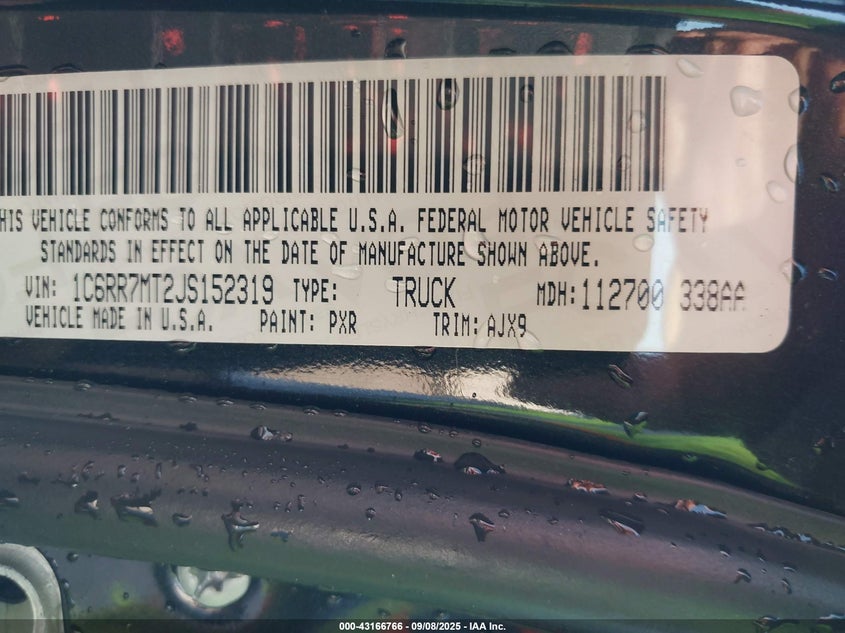 THIS VEHICLE CONFORMS TO ALL APPLICABLE U.S.A. FEDERAL MOTOR VEHICLE SAFETY
STANDARDS IN EFFECT ON THE DATE OF MANUFACTURE SHOWN ABOVE.
VIN: 1C6RR7MT2JS152319 TYPE: TRUCK MDH:112700 338AA
VEHICLE MADE IN U.S.A. PAINT: PXR TRIM: AJX9
000-43166766 - 09/08/2025 - IAA Inc.